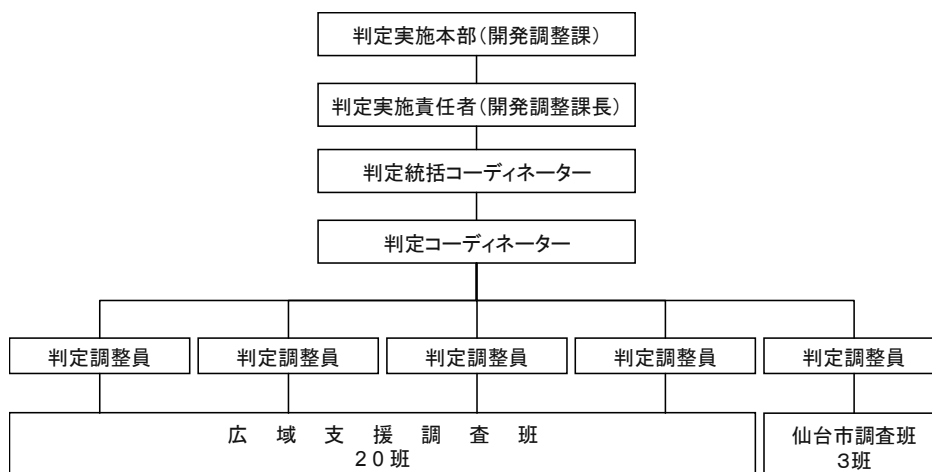 判定実施本部(開発調整課)
判定実施責任者(開発調整課長)
判定統括コーディネーター
判定コーディネーター
判定調整員
判定調整員
判定調整員
判定調整員
判定調整員
広域支援調査班
20班
仙台市調査班
3班